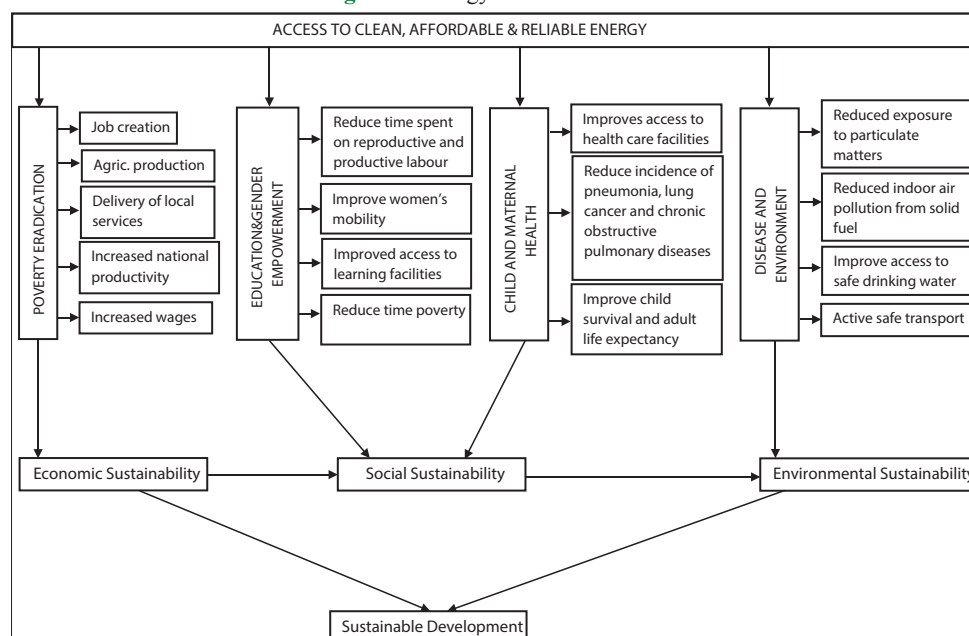 ACCESS TO CLEAN, AFFORDABLE & RELIABLE ENERGY
POVERTY ERADICATION
Job creation
Agric. production
Delivery of local
services
Increased national
productivity
Increased wages
EDUCATION&GENDER
EMPOWERMENT
Reduce time spent
on reproductive and
productive labour
Improve women's
mobility
Improved access to
learning facilities
Reduce time poverty
CHILD AND MATERNAL
HEALTH
Improves access to
health care facilities
Reduce incidence of
pneumonia, lung
cancer and chronic
obstructive
pulmonary diseases
Improve child
survival and adult
life expectancy
DISEASE AND
ENVIRONMENT
Reduced exposure
to particulate
matters
Reduced indoor air
pollution from solid
fuel
Improve access to
safe drinking water
Active safe transport
Economic Sustainability
Social Sustainability
Environmental Sustainability
Sustainable Development